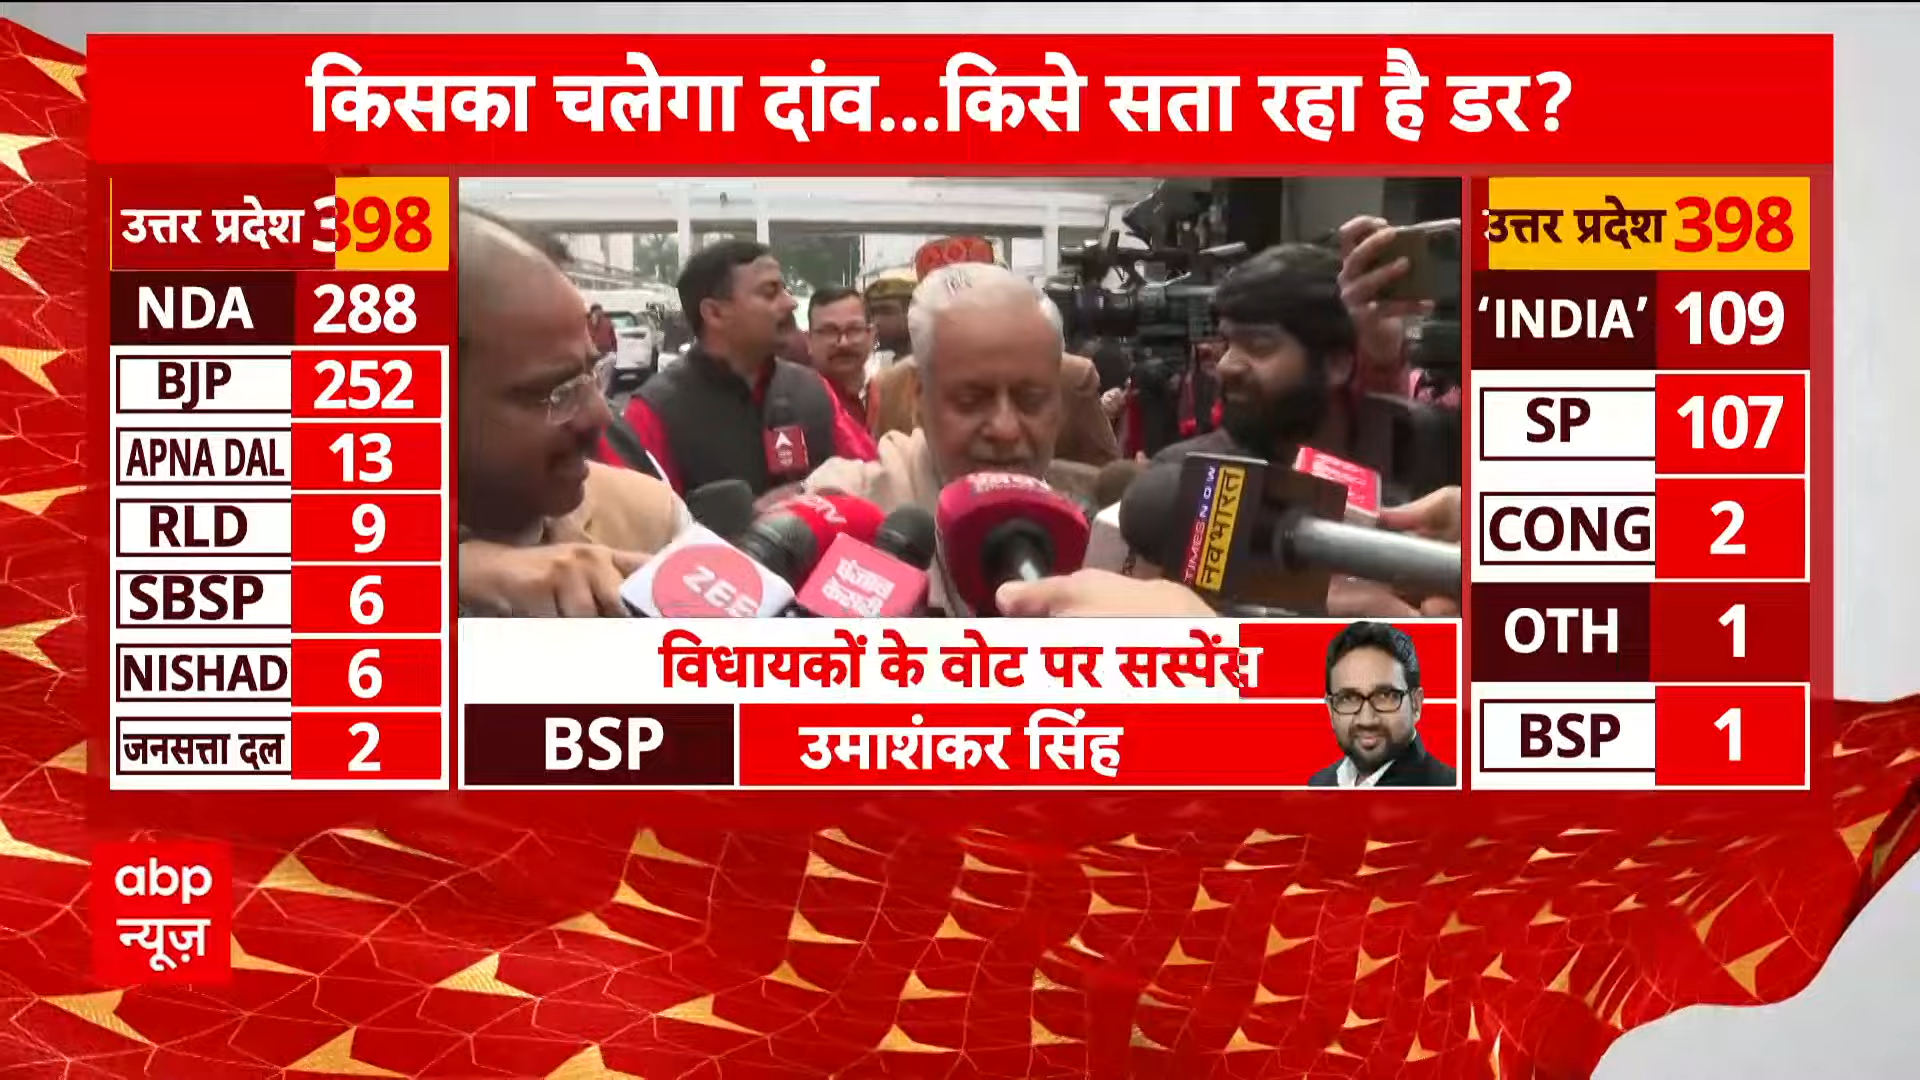 किसका चलेगा दांव...किसे सता रहा है डर?
उत्तर प्रदेश 398
NDA 288
BJP 252
APNA DAL 13
RLD 9
SBSP 6
NISHAD 6
जनसत्ता दल 2
ZEE
पंजाब
केसरी
TIMES NOW
नवभारत
विधायकों के वोट पर सस्पेंस
BSP उमाशंकर सिंह
उत्तर प्रदेश 398
‘INDIA’ 109
SP 107
CONG 2
OTH 1
BSP 1
abp
न्यूज़